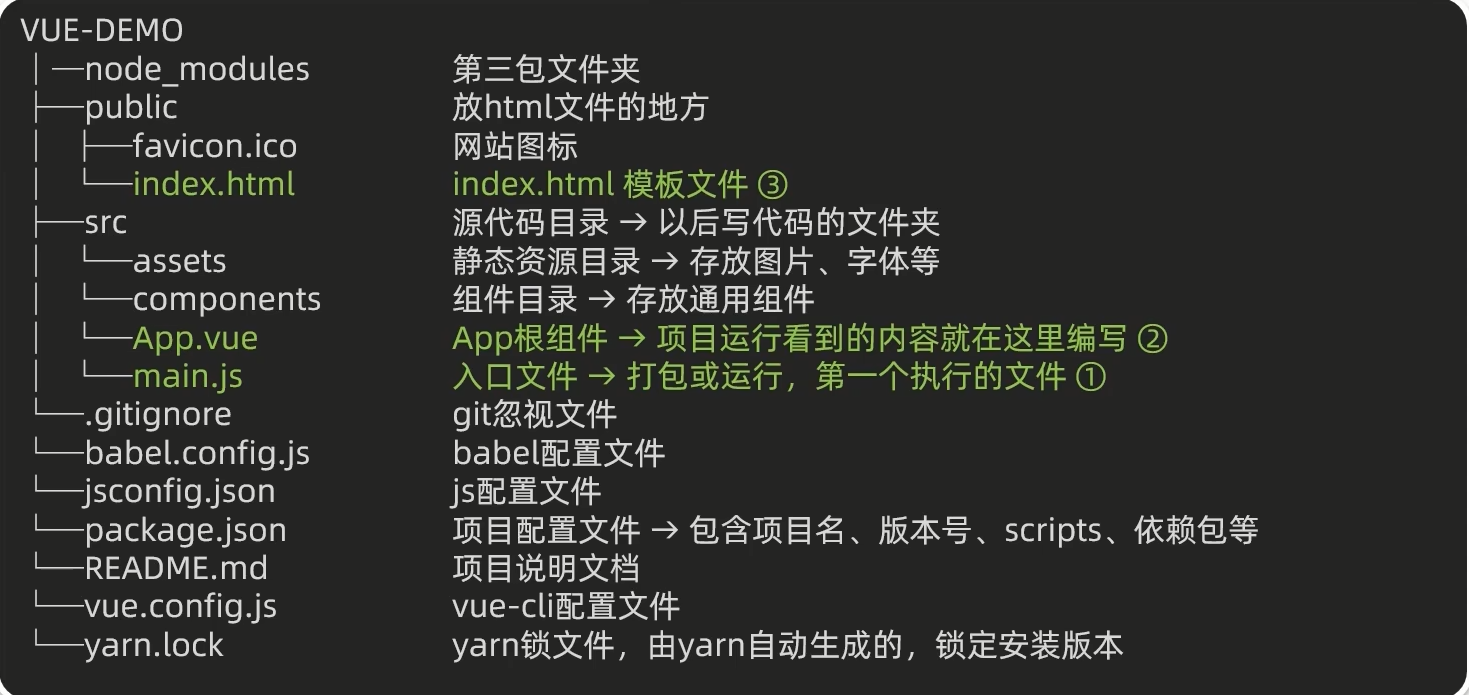 VUE-DEMO
│─node_modules 第三包文件夹
├──public 放html文件的地方
│ ├──favicon.ico 网站图标
│ └──index.html index.html 模板文件 ③
├──src 源代码目录 → 以后写代码的文件夹
│ └──assets 静态资源目录 → 存放图片、字体等
│ └──components 组件目录 → 存放通用组件
│ └──App.vue App根组件 → 项目运行看到的内容就在这里编写 ②
│ └──main.js 入口文件 → 打包或运行，第一个执行的文件 ①
└──.gitignore git忽视文件
└──babel.config.js babel配置文件
└──jsconfig.json js配置文件
└──package.json 项目配置文件 → 包含项目名、版本号、scripts、依赖包等
└──README.md 项目说明文档
└──vue.config.js vue-cli配置文件
└──yarn.lock yarn锁文件，由yarn自动生成的，锁定安装版本